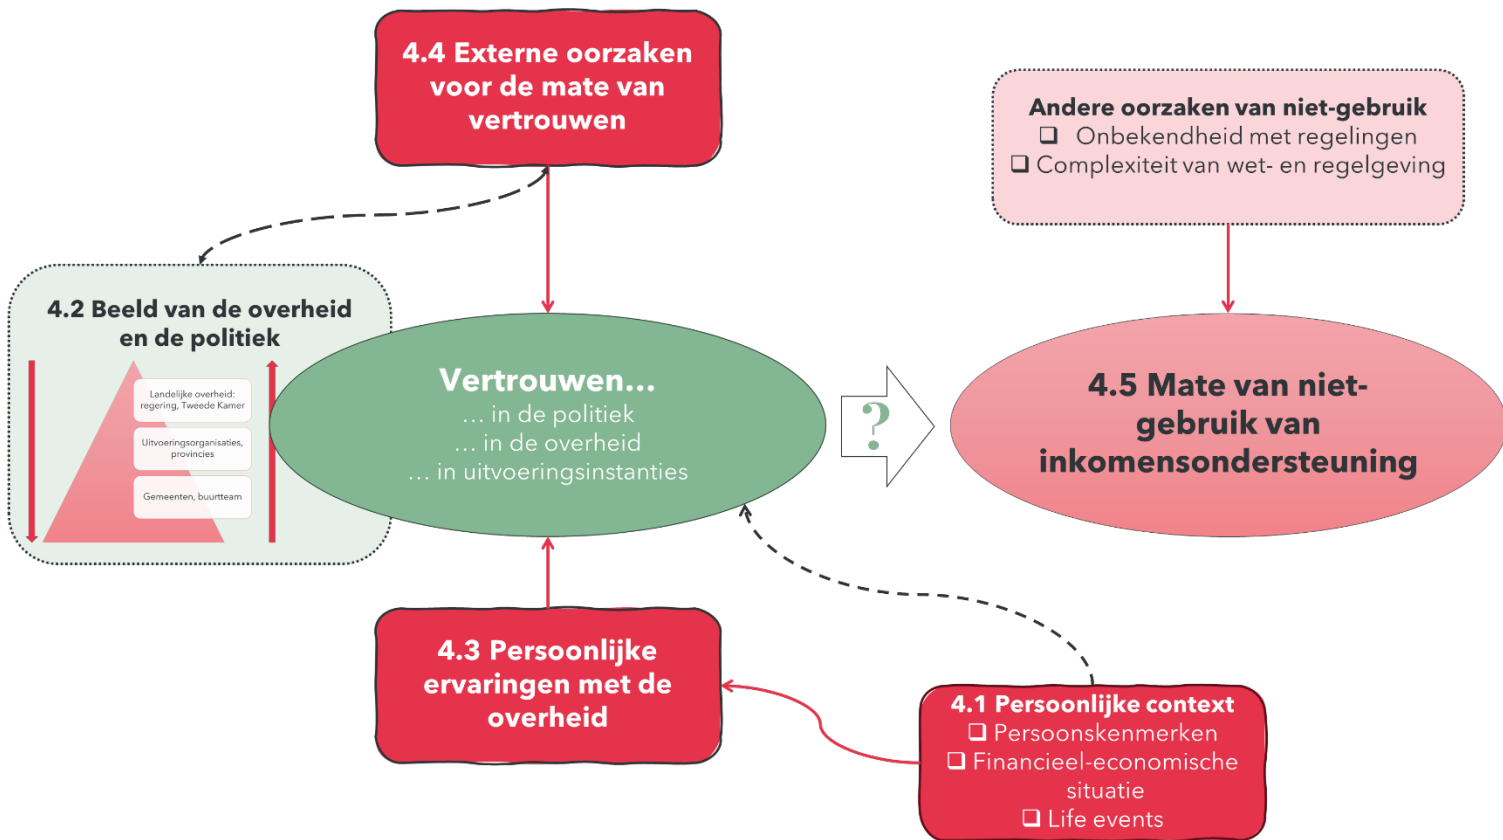 4.4 Externe oorzaken
voor de mate van
vertrouwen
Andere oorzaken van niet-gebruik
❑ Onbekendheid met regelingen
❑ Complexiteit van wet- en regelgeving
4.2 Beeld van de overheid
en de politiek
Landelijke overheid:
regering, Tweede Kamer
Uitvoeringsorganisaties,
provincies
Gemeenten, buurtteam
Vertrouwen...
... in de politiek
... in de overheid
... in uitvoeringsinstanties
?
4.5 Mate van niet-
gebruik van
inkomensondersteuning
4.3 Persoonlijke
ervaringen met de
overheid
4.1 Persoonlijke context
❑ Persoonskenmerken
❑ Financieel-economische
situatie
❑ Life events